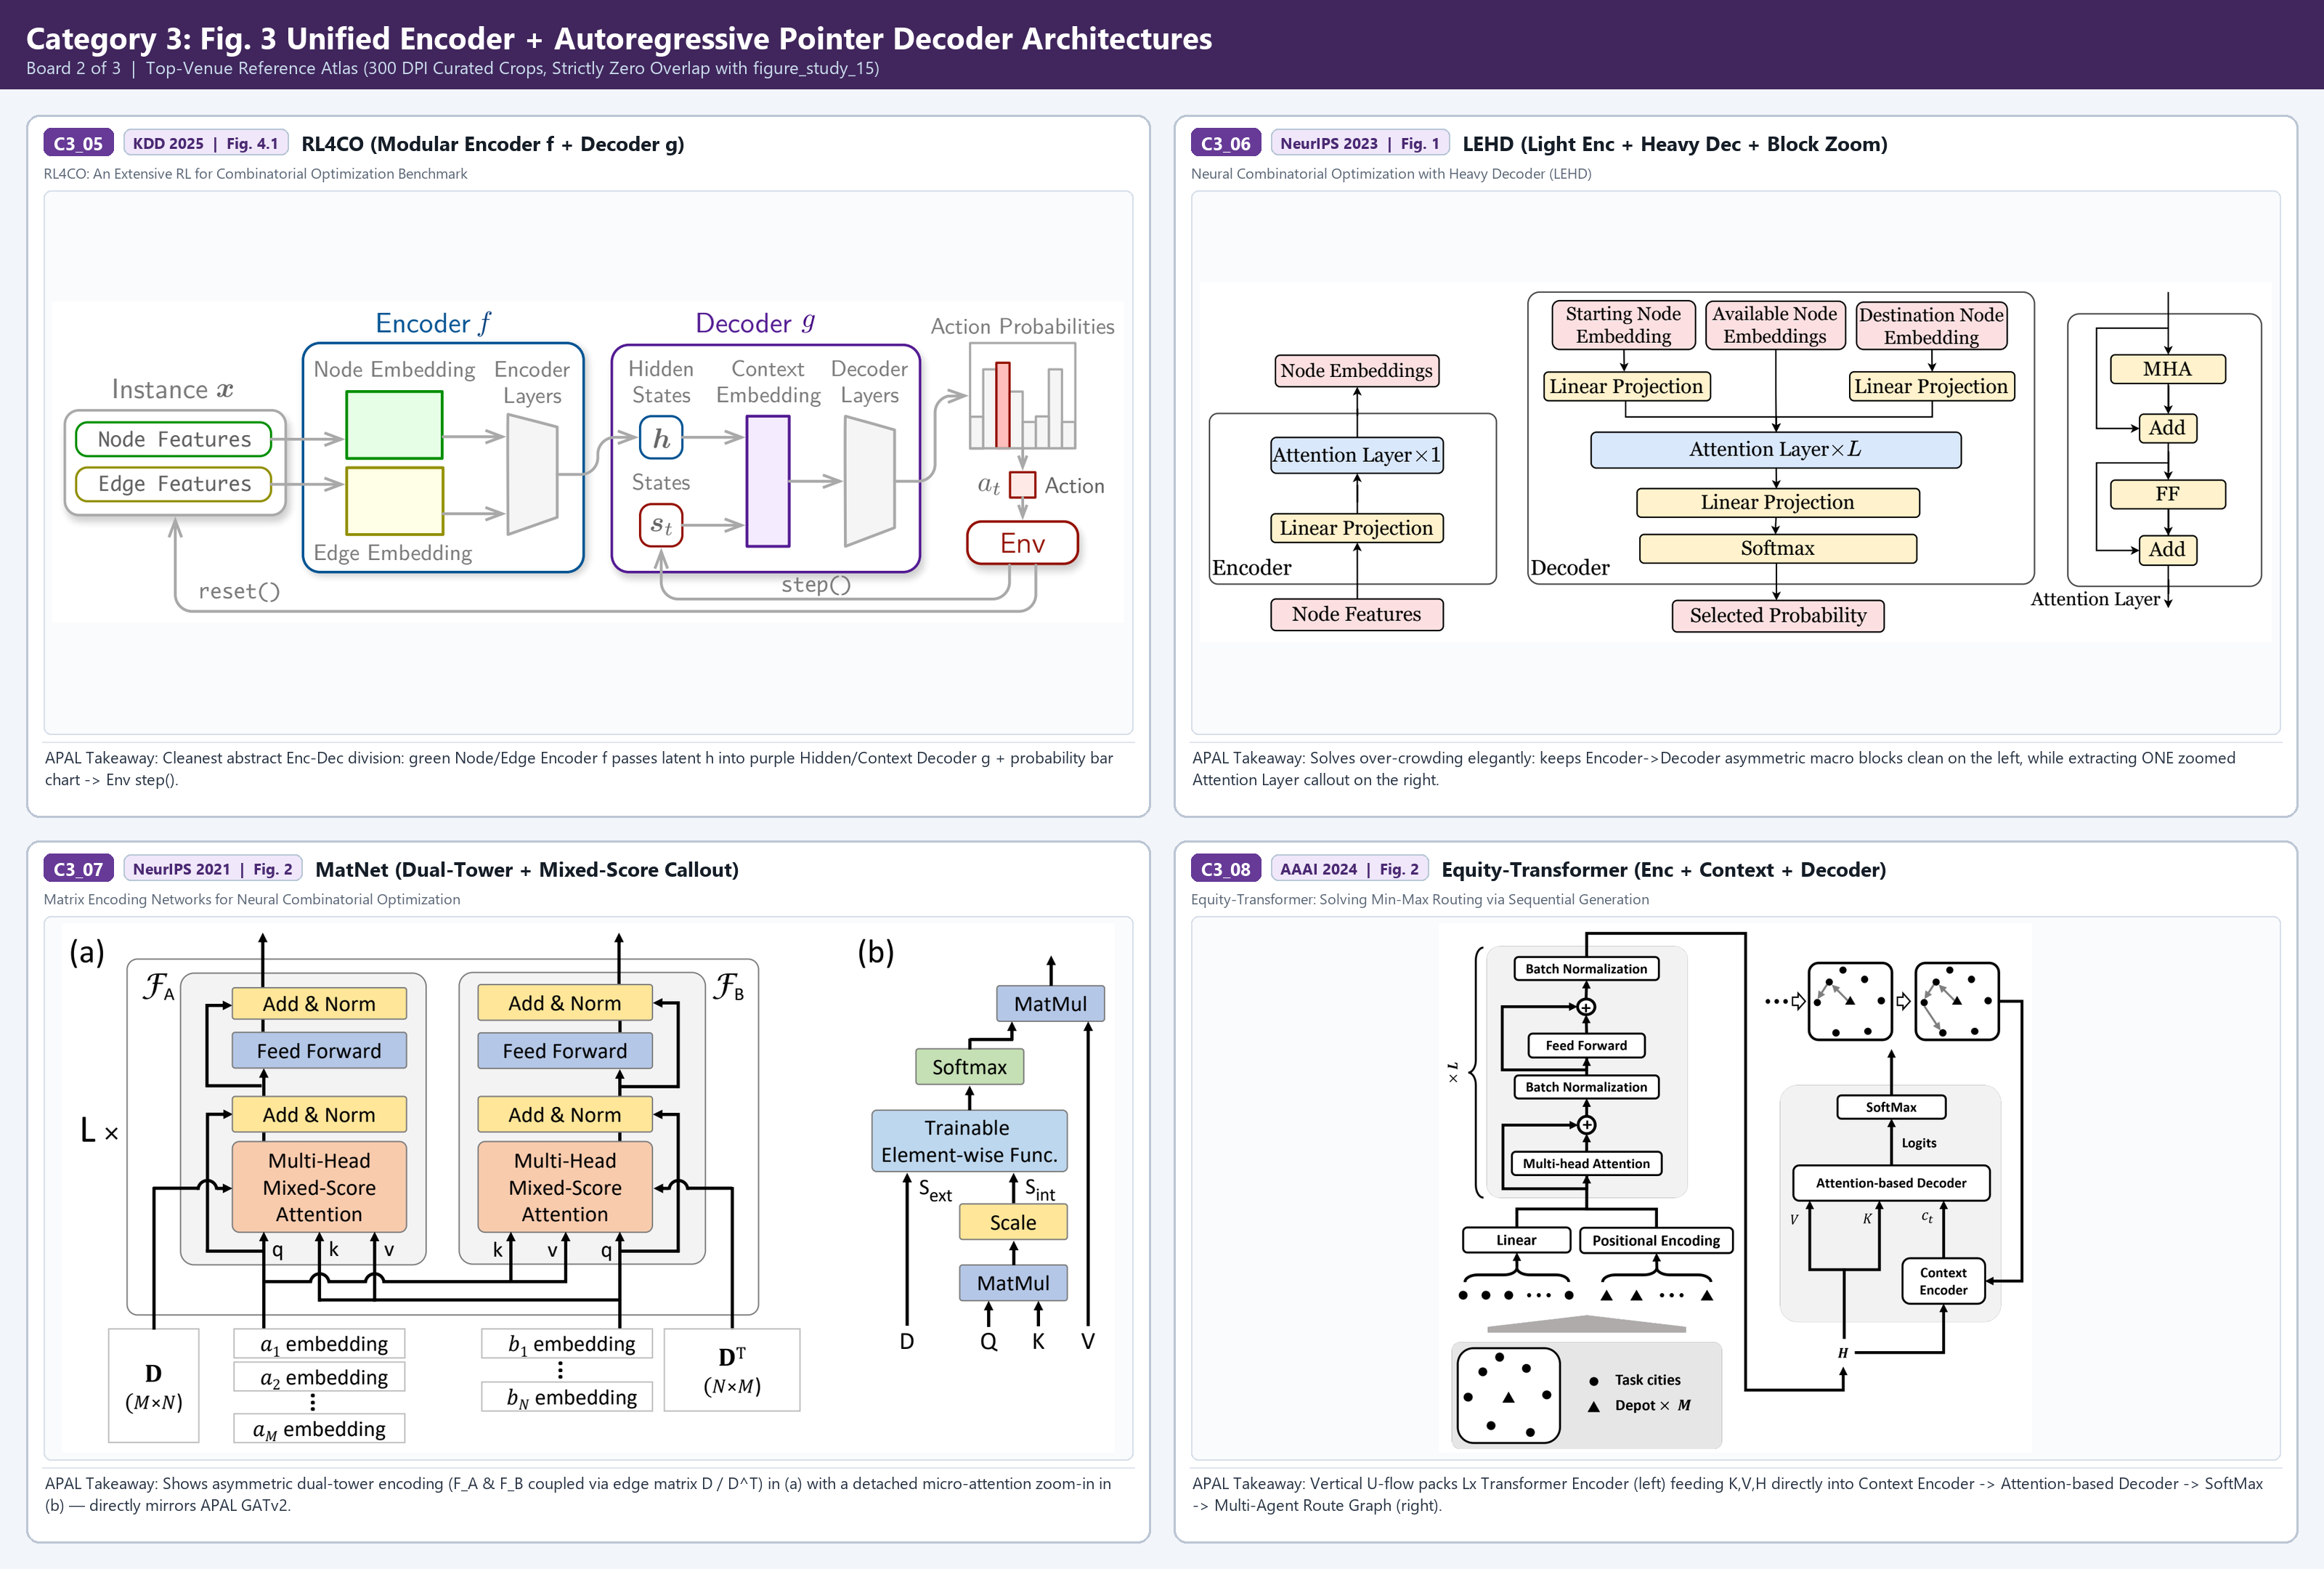 Category 3: Fig. 3 Unified Encoder + Autoregressive Pointer Decoder Architectures
Board 2 of 3 | Top-Venue Reference Atlas (300 DPI Curated Crops, Strictly Zero Overlap with figure_study_15)
C3_05
KDD 2025 | Fig. 4.1
RL4CO (Modular Encoder f + Decoder g)
RL4CO: An Extensive RL for Combinatorial Optimization Benchmark
Encoder f
Decoder g
Action Probabilities
Instance x
Node Features
Edge Features
Node Embedding
Encoder
Layers
Edge Embedding
Hidden
States
Context
Embedding
Decoder
Layers
h
States
s_t
a_t
Action
Env
reset()
step()
APAL Takeaway: Cleanest abstract Enc-Dec division: green Node/Edge Encoder f passes latent h into purple Hidden/Context Decoder g + probability bar
chart -> Env step().
C3_06
NeurIPS 2023 | Fig. 1
LEHD (Light Enc + Heavy Dec + Block Zoom)
Neural Combinatorial Optimization with Heavy Decoder (LEHD)
Node Embeddings
Attention Layer×1
Linear Projection
Encoder
Node Features
Starting Node
Embedding
Available Node
Embeddings
Destination Node
Embedding
Linear Projection
Linear Projection
Attention Layer×L
Linear Projection
Softmax
Decoder
Selected Probability
MHA
Add
FF
Add
Attention Layer
APAL Takeaway: Solves over-crowding elegantly: keeps Encoder->Decoder asymmetric macro blocks clean on the left, while extracting ONE zoomed
Attention Layer callout on the right.
C3_07
NeurIPS 2021 | Fig. 2
MatNet (Dual-Tower + Mixed-Score Callout)
Matrix Encoding Networks for Neural Combinatorial Optimization
(a)
ℱ_A
Add & Norm
Feed Forward
Add & Norm
Multi-Head
Mixed-Score
Attention
q k v
ℱ_B
Add & Norm
Feed Forward
Add & Norm
Multi-Head
Mixed-Score
Attention
k v q
L ×
D
(M×N)
a₁ embedding
a₂ embedding
⋮
a_M embedding
b₁ embedding
⋮
b_N embedding
Dᵀ
(N×M)
(b)
MatMul
Softmax
Trainable
Element-wise Func.
S_ext
S_int
Scale
MatMul
D Q K V
APAL Takeaway: Shows asymmetric dual-tower encoding (F_A & F_B coupled via edge matrix D / D^T) in (a) with a detached micro-attention zoom-in in
(b) — directly mirrors APAL GATv2.
C3_08
AAAI 2024 | Fig. 2
Equity-Transformer (Enc + Context + Decoder)
Equity-Transformer: Solving Min-Max Routing via Sequential Generation
× L
Batch Normalization
+
Feed Forward
Batch Normalization
+
Multi-head Attention
Linear
Positional Encoding
Task cities
Depot × M
SoftMax
Logits
Attention-based Decoder
V K c_t
Context
Encoder
H
APAL Takeaway: Vertical U-flow packs Lx Transformer Encoder (left) feeding K,V,H directly into Context Encoder -> Attention-based Decoder -> SoftMax
-> Multi-Agent Route Graph (right).